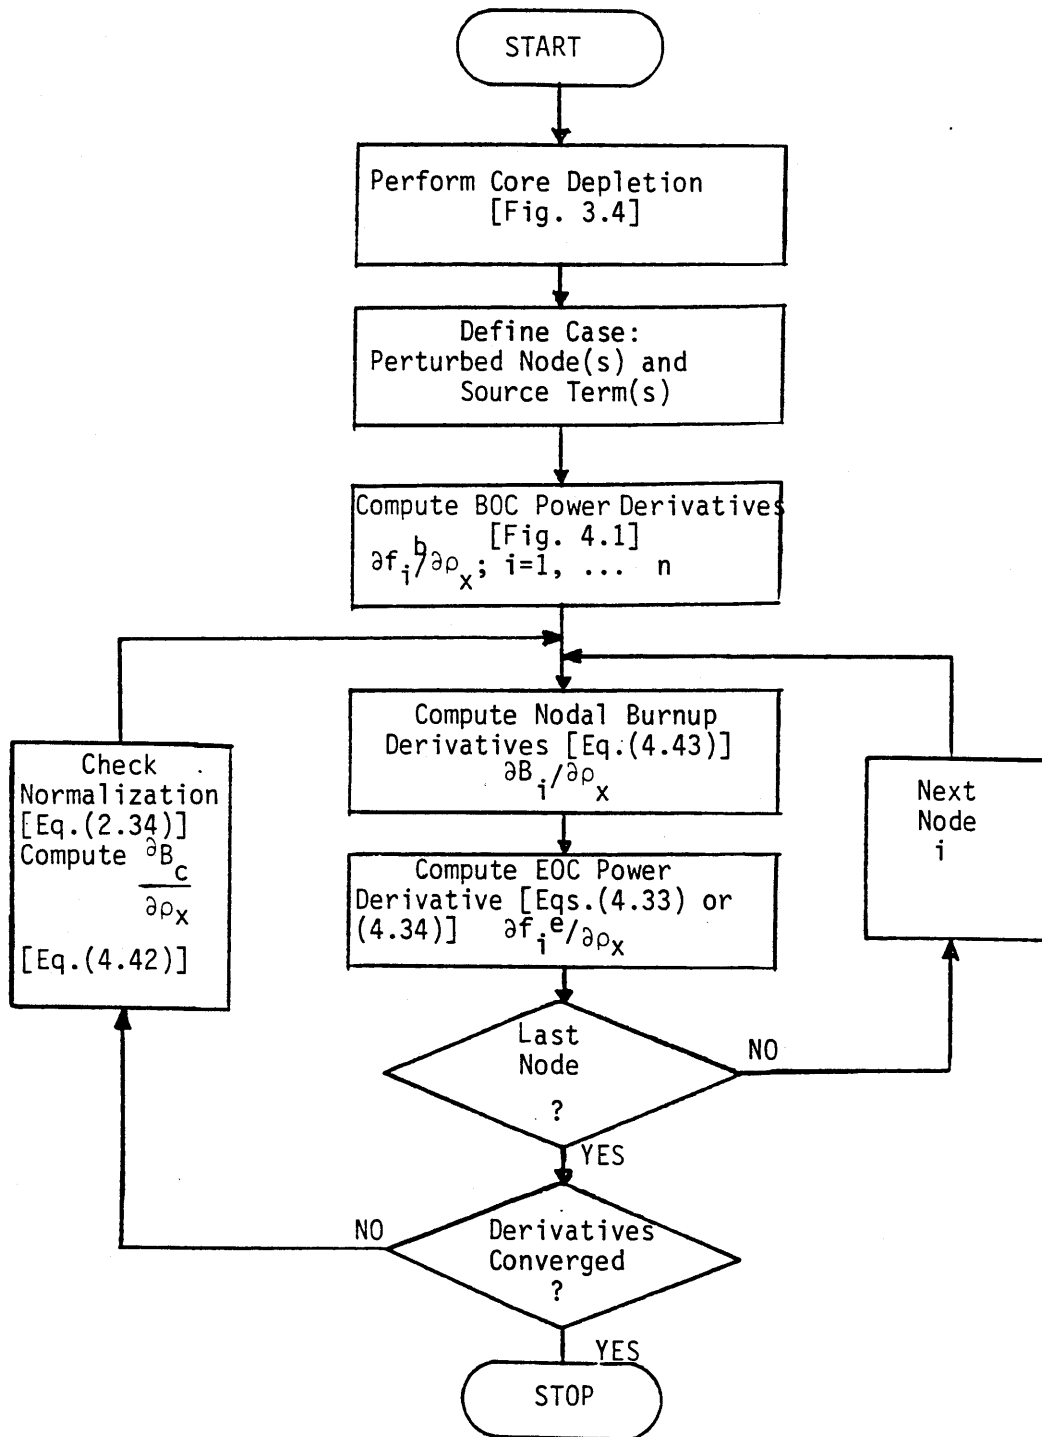 START
Perform Core Depletion
[Fig. 3.4]
Define Case:
Perturbed Node(s) and
Source Term(s)
Compute BOC Power Derivatives
[Fig. 4.1]
∂f_i^b/∂ρ_x; i=1, ... n
Compute Nodal Burnup
Derivatives [Eq.(4.43)]
∂B_i/∂ρ_x
Compute EOC Power
Derivative [Eqs.(4.33) or
(4.34)] ∂f_i^e/∂ρ_x
Last
Node
?
NO
Next
Node
i
YES
Derivatives
Converged
?
NO
Check
Normalization
[Eq.(2.34)]
Compute ∂B_c
∂ρ_x
[Eq.(4.42)]
YES
STOP